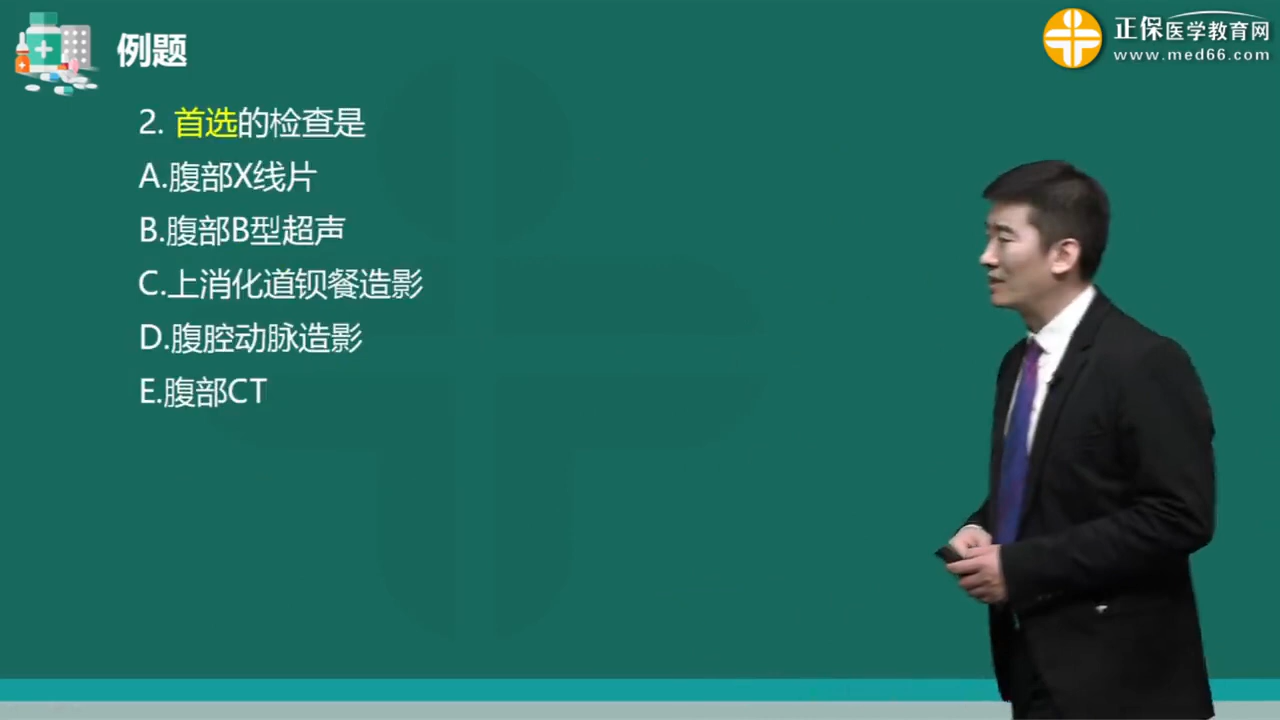 例题
正保医学教育网
www.med66.com
2. 首选的检查是
A.腹部X线片
B.腹部B型超声
C.上消化道钡餐造影
D.腹腔动脉造影
E.腹部CT